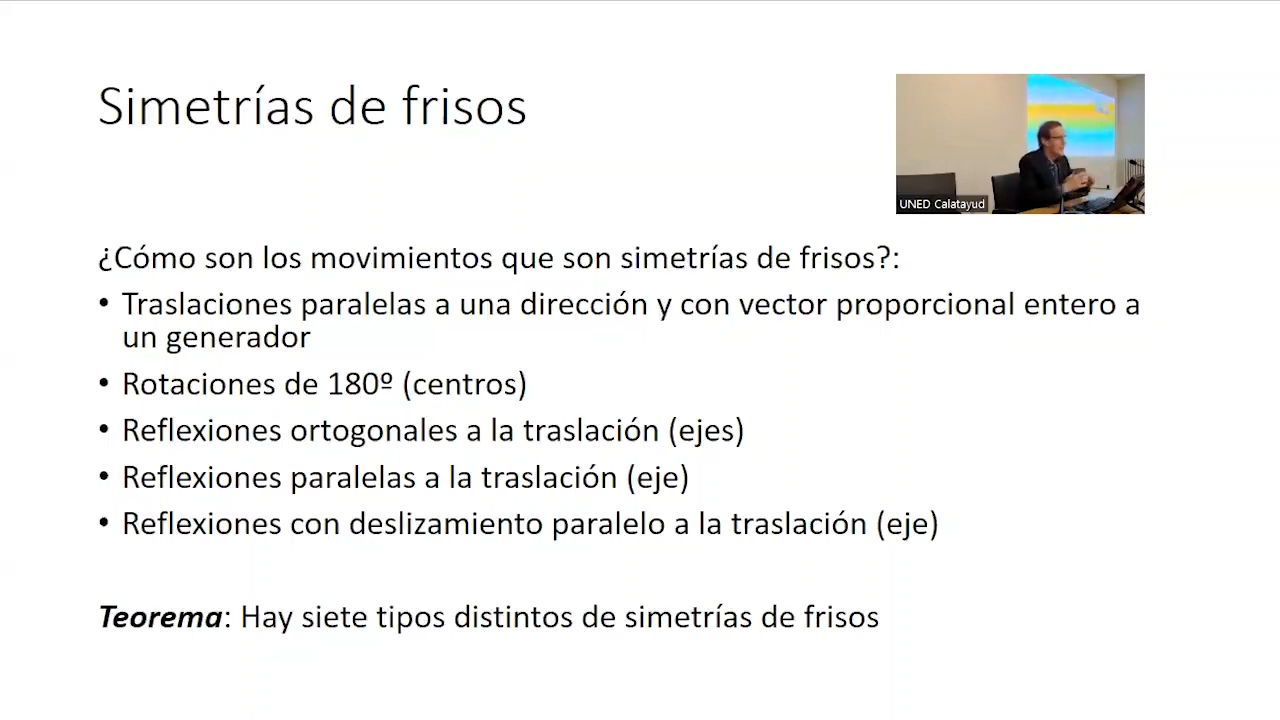 Simetrías de frisos
UNED Calatayud
¿Cómo son los movimientos que son simetrías de frisos?:
• Traslaciones paralelas a una dirección y con vector proporcional entero a
un generador
• Rotaciones de 180º (centros)
• Reflexiones ortogonales a la traslación (ejes)
• Reflexiones paralelas a la traslación (eje)
• Reflexiones con deslizamiento paralelo a la traslación (eje)
Teorema: Hay siete tipos distintos de simetrías de frisos